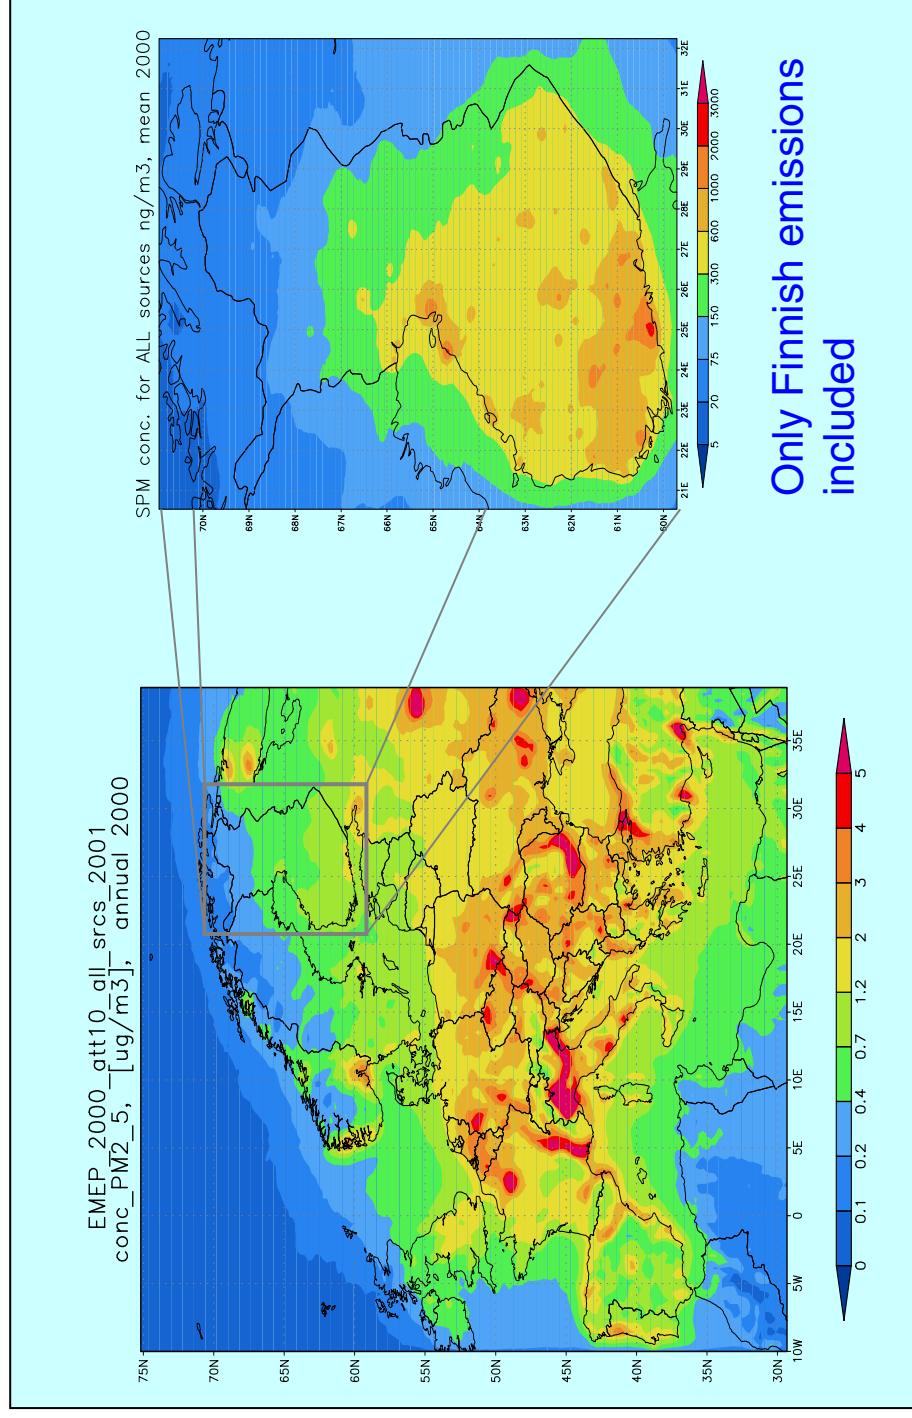 EMEP_2000_att10_all_srcs_2001
conc_PM2_5, [ug/m3], annual 2000
75N
70N
65N
60N
55N
50N
45N
40N
35N
30N
10W 5W 0 5E 10E 15E 20E 25E 30E 35E
0 0.1 0.2 0.4 0.7 1.2 2 3 4 5
SPM conc. for ALL sources ng/m3, mean 2000
70N
69N
68N
67N
66N
65N
64N
63N
62N
61N
60N
21E 22E 23E 24E 25E 26E 27E 28E 29E 30E 31E 32E
5 20 75 150 300 600 1000 2000 3000
Only Finnish emissions
included